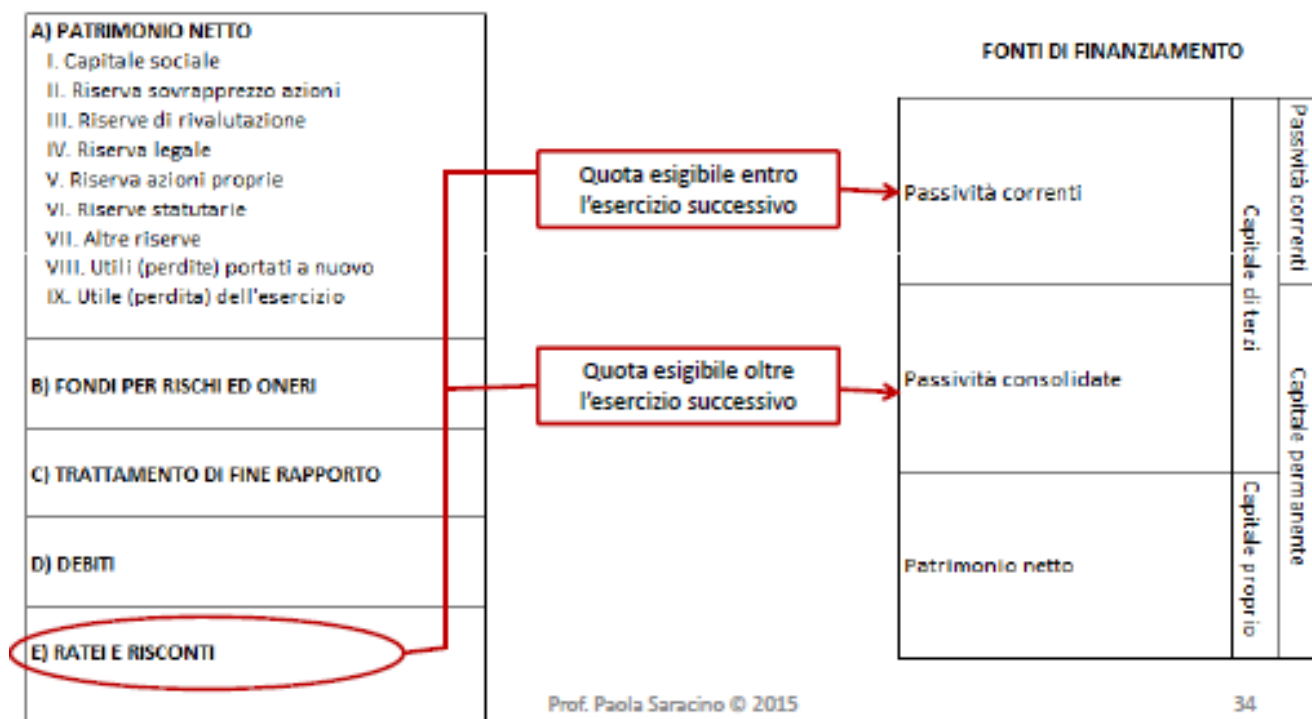 A) PATRIMONIO NETTO
I. Capitale sociale
II. Riserva sovrapprezzo azioni
III. Riserve di rivalutazione
IV. Riserva legale
V. Riserva azioni proprie
VI. Riserve statutarie
VII. Altre riserve
VIII. Utili (perdite) portati a nuovo
IX. Utile (perdita) dell'esercizio
B) FONDI PER RISCHI ED ONERI
C) TRATTAMENTO DI FINE RAPPORTO
D) DEBITI
E) RATEI E RISCONTI
Quota esigibile entro
l'esercizio successivo
Quota esigibile oltre
l'esercizio successivo
FONTI DI FINANZIAMENTO
Passività correnti
Passività consolidate
Patrimonio netto
Capitale di terzi
Capitale proprio
Passività correnti
Capitale permanente
Prof. Paola Saracino © 2015
34